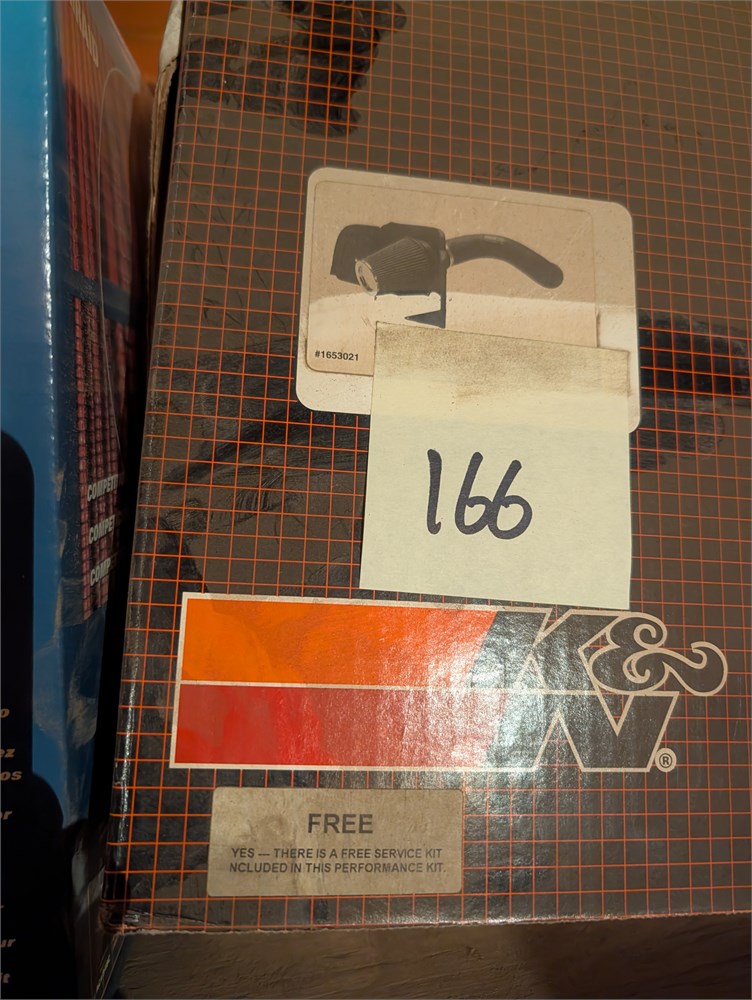 #1653021
166
K&N®
FREE
YES --- THERE IS A FREE SERVICE KIT
NCLUDED IN THIS PERFORMANCE KIT.